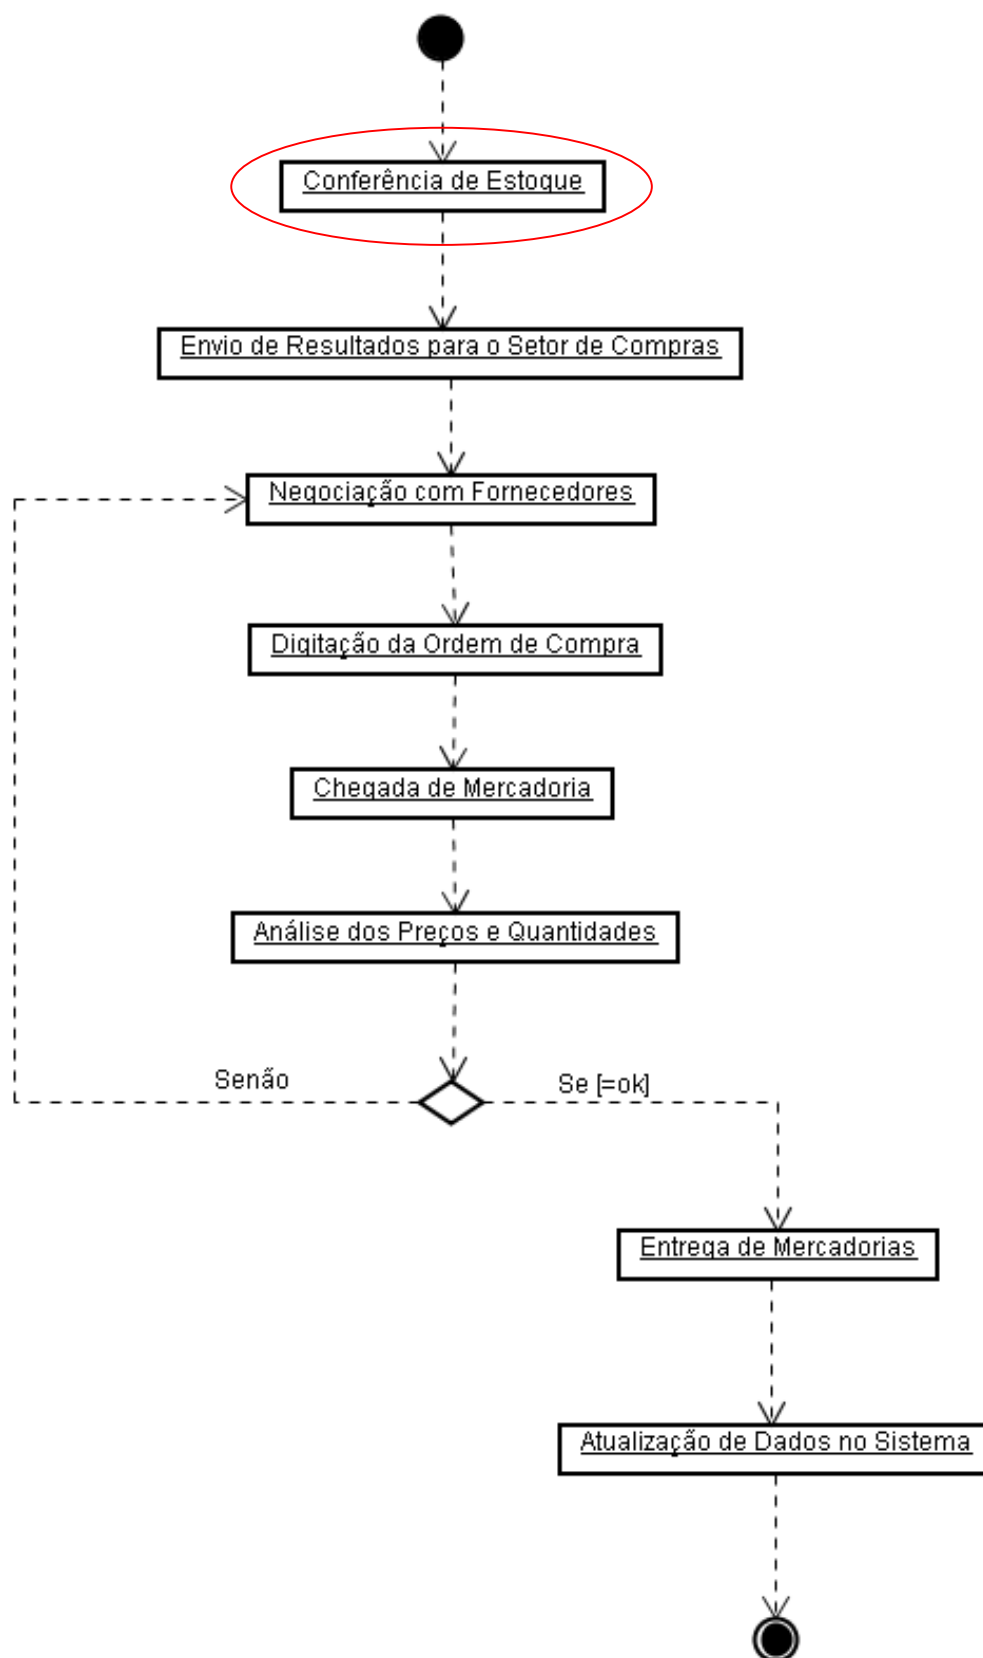 Conferência de Estoque
Envio de Resultados para o Setor de Compras
Negociação com Fornecedores
Digitação da Ordem de Compra
Chegada de Mercadoria
Análise dos Preços e Quantidades
Senão
Se [=ok]
Entrega de Mercadorias
Atualização de Dados no Sistema